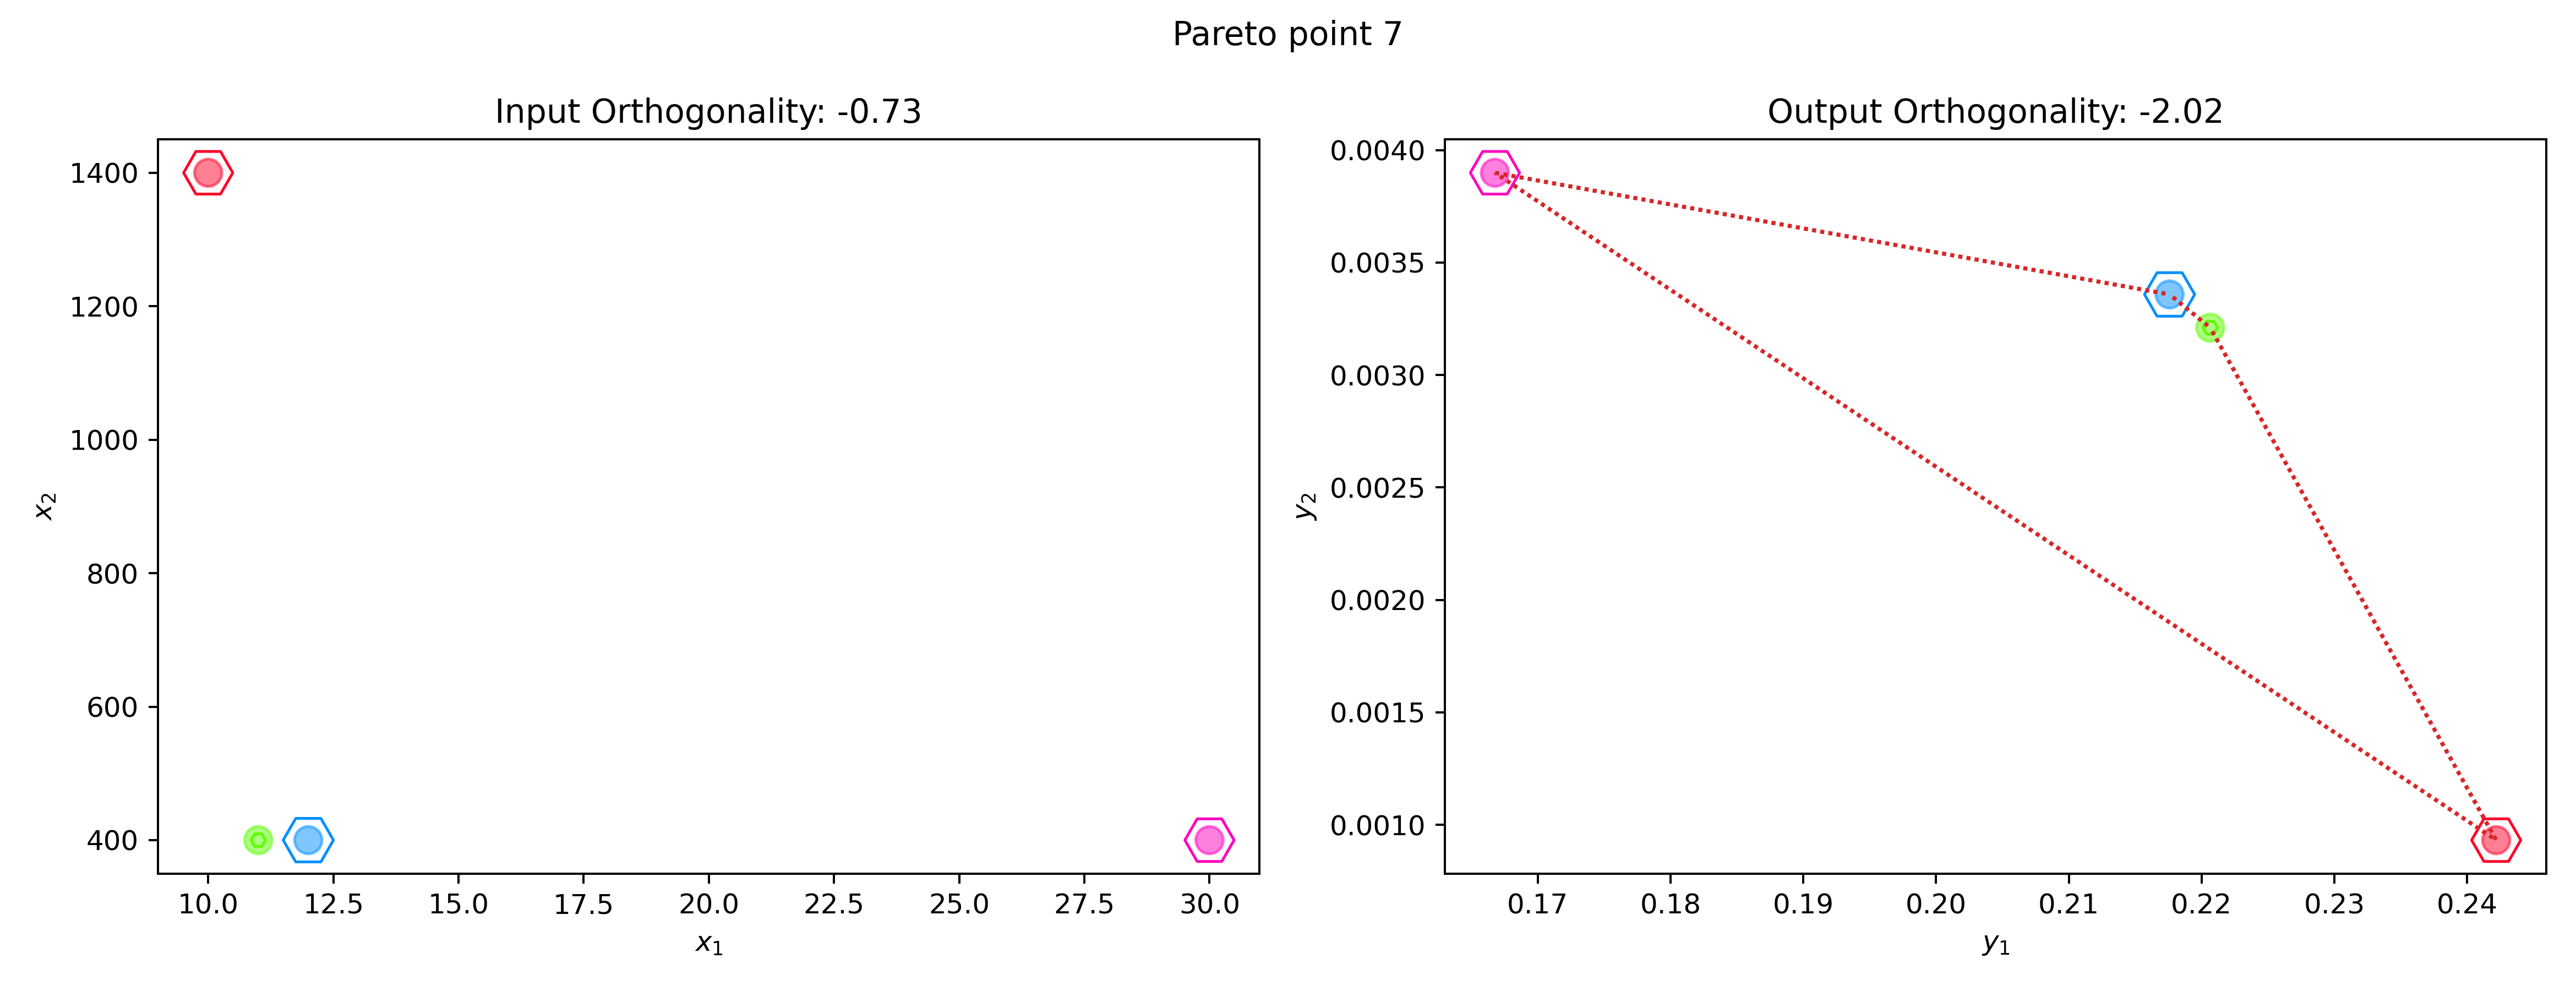 Pareto point 7
Input Orthogonality: -0.73
1400
1200
1000
800
600
400
x₂
10.0 12.5 15.0 17.5 20.0 22.5 25.0 27.5 30.0
x₁
Output Orthogonality: -2.02
0.0040
0.0035
0.0030
0.0025
0.0020
0.0015
0.0010
y₂
0.17 0.18 0.19 0.20 0.21 0.22 0.23 0.24
y₁